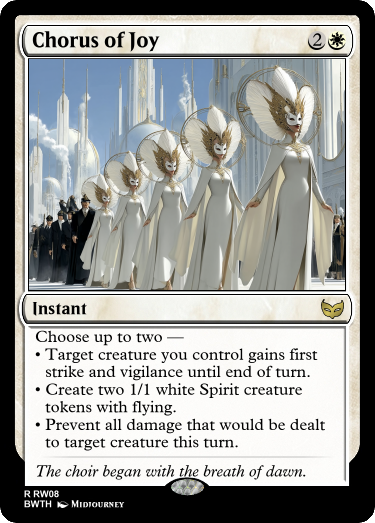 Chorus of Joy 2
Instant
Choose up to two —
• Target creature you control gains first
strike and vigilance until end of turn.
• Create two 1/1 white Spirit creature
tokens with flying.
• Prevent all damage that would be dealt
to target creature this turn.
The choir began with the breath of dawn.
R RW08
BWTH MIDJOURNEY